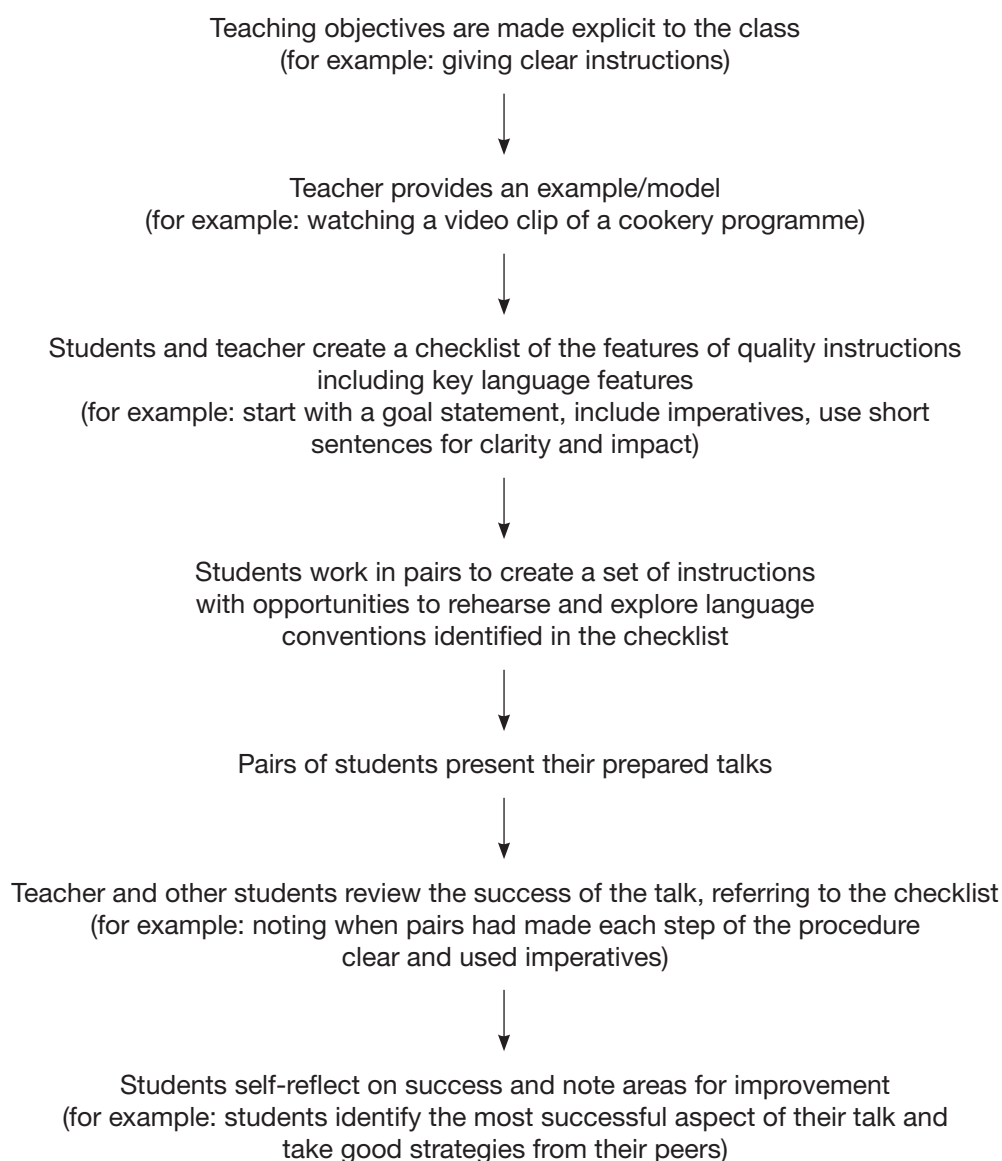 Teaching objectives are made explicit to the class
(for example: giving clear instructions)
Teacher provides an example/model
(for example: watching a video clip of a cookery programme)
Students and teacher create a checklist of the features of quality instructions
including key language features
(for example: start with a goal statement, include imperatives, use short
sentences for clarity and impact)
Students work in pairs to create a set of instructions
with opportunities to rehearse and explore language
conventions identified in the checklist
Pairs of students present their prepared talks
Teacher and other students review the success of the talk, referring to the checklist
(for example: noting when pairs had made each step of the procedure
clear and used imperatives)
Students self-reflect on success and note areas for improvement
(for example: students identify the most successful aspect of their talk and
take good strategies from their peers)